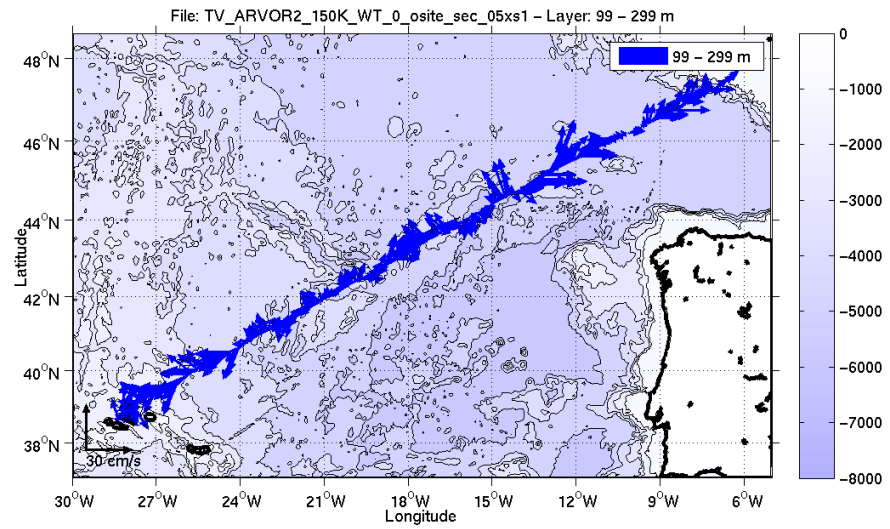 File: TV_ARVOR2_150K_WT_0_osite_sec_05xs1 – Layer: 99 – 299 m
99 – 299 m
48°N
46°N
44°N
42°N
40°N
38°N
Latitude
30 cm/s
30°W 27°W 24°W 21°W 18°W 15°W 12°W 9°W 6°W
Longitude
0
−1000
−2000
−3000
−4000
−5000
−6000
−7000
−8000